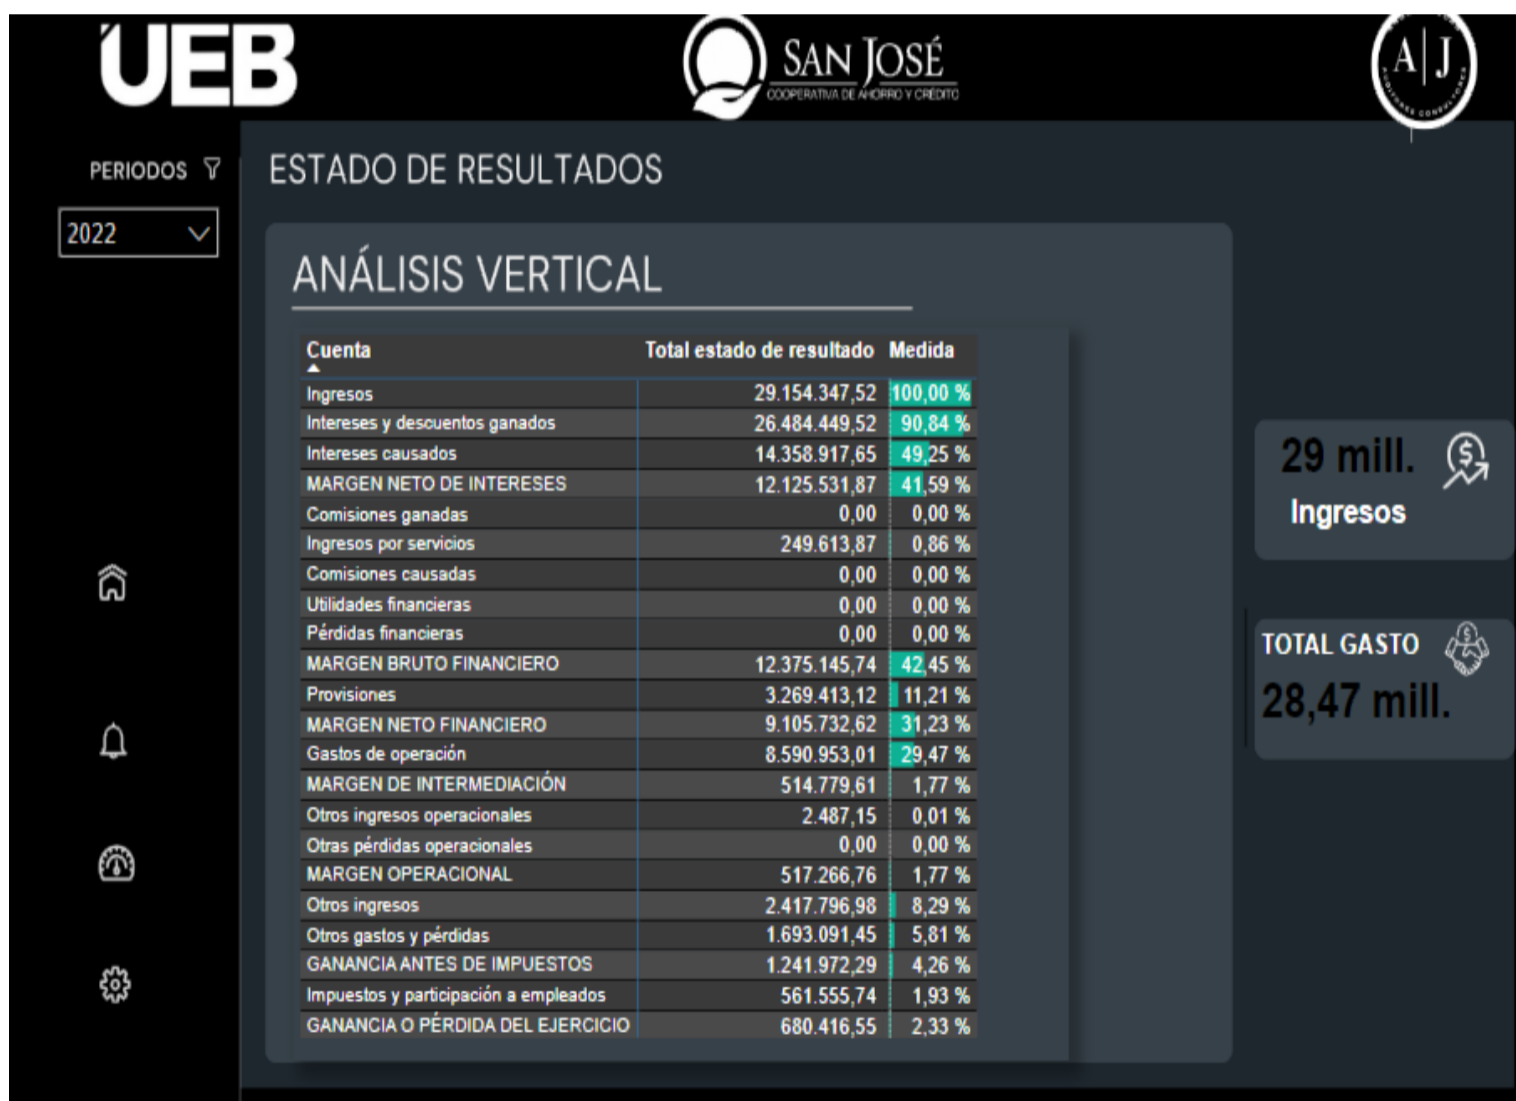 UEB
SAN JOSÉ
COOPERATIVA DE AHORRO Y CRÉDITO
A|J
AUDITORES CONSULTORES
PERIODOS
2022
ESTADO DE RESULTADOS
ANÁLISIS VERTICAL
Cuenta Total estado de resultado Medida
Ingresos 29.154.347,52 100,00 %
Intereses y descuentos ganados 26.484.449,52 90,84 %
Intereses causados 14.358.917,65 49,25 %
MARGEN NETO DE INTERESES 12.125.531,87 41,59 %
Comisiones ganadas 0,00 0,00 %
Ingresos por servicios 249.613,87 0,86 %
Comisiones causadas 0,00 0,00 %
Utilidades financieras 0,00 0,00 %
Pérdidas financieras 0,00 0,00 %
MARGEN BRUTO FINANCIERO 12.375.145,74 42,45 %
Provisiones 3.269.413,12 11,21 %
MARGEN NETO FINANCIERO 9.105.732,62 31,23 %
Gastos de operación 8.590.953,01 29,47 %
MARGEN DE INTERMEDIACIÓN 514.779,61 1,77 %
Otros ingresos operacionales 2.487,15 0,01 %
Otras pérdidas operacionales 0,00 0,00 %
MARGEN OPERACIONAL 517.266,76 1,77 %
Otros ingresos 2.417.796,98 8,29 %
Otros gastos y pérdidas 1.693.091,45 5,81 %
GANANCIA ANTES DE IMPUESTOS 1.241.972,29 4,26 %
Impuestos y participación a empleados 561.555,74 1,93 %
GANANCIA O PÉRDIDA DEL EJERCICIO 680.416,55 2,33 %
29 mill.
Ingresos
TOTAL GASTO
28,47 mill.